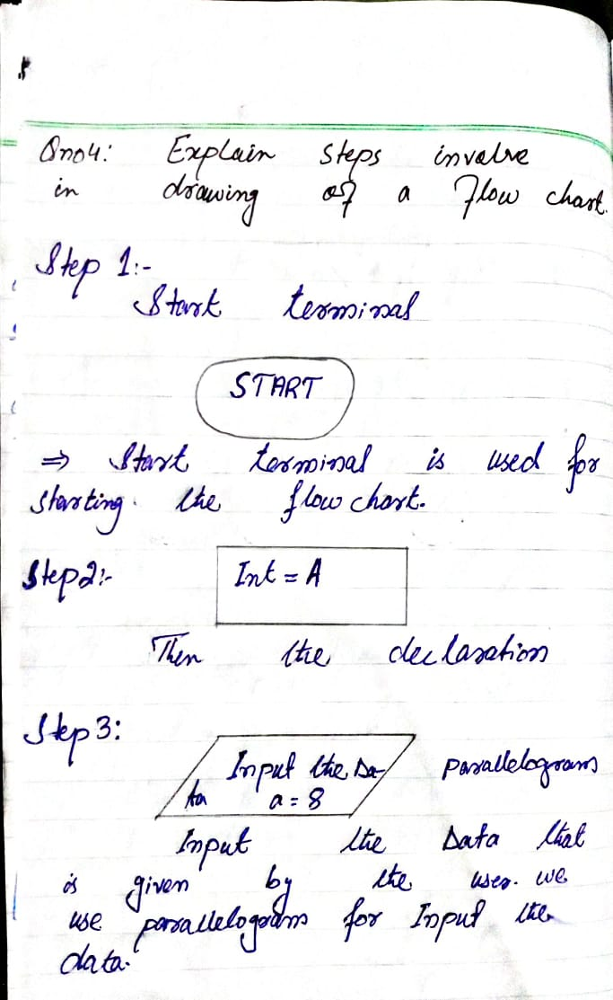 Qno4: Explain steps involve
in drawing of a Flow chart.
Step 1:-
Start terminal
START
⇒ Start terminal is used for
starting the flow chart.
Step2:-
Int = A
Then the declaration
Step 3:
Input the Da-
ta a = 8
parallelogram
Input the Data that
is given by the user. we
use parallelogram for Input the
data.